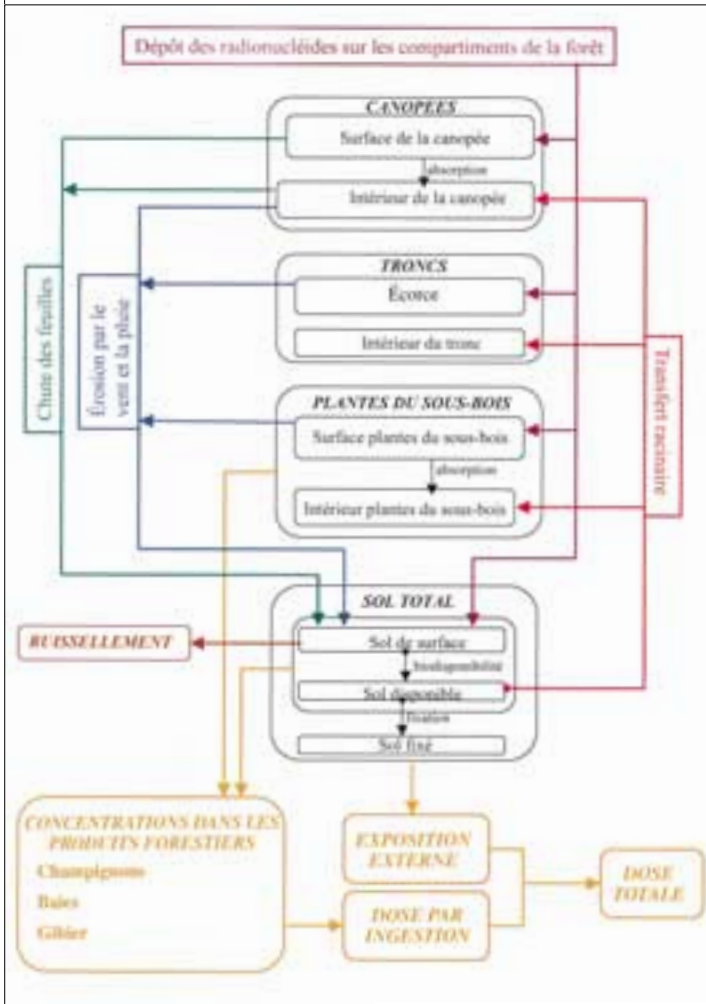 Dépôt des radionucléides sur les compartiments de la forêt
CANOPEES
Surface de la canopée
absorption
Intérieur de la canopée
TRONCS
Écorce
Intérieur du tronc
PLANTES DU SOUS-BOIS
Surface plantes du sous-bois
absorption
Intérieur plantes du sous-bois
Chute des feuilles
Érosion par le
vent et la pluie
Transfert racinaire
SOL TOTAL
Sol de surface
biodisponibilité
Sol disponible
fixation
Sol fixé
RUISSELLEMENT
CONCENTRATIONS DANS LES
PRODUITS FORESTIERS
Champignons
Baies
Gibier
EXPOSITION
EXTERNE
DOSE PAR
INGESTION
DOSE
TOTALE